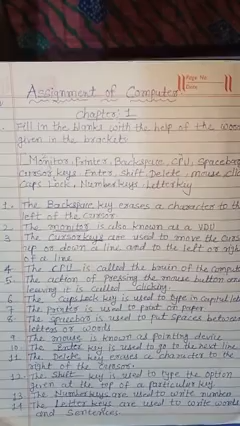 Page No.
Date
Assignment of Computer
Chapter: 1
Fill in the blanks with the help of the word
given in the brackets
Monitor, Printer, Backspace, CPU, Spacebar
Cursor keys, Enter, Shift, Delete, mouse, clic
Caps Lock, Number keys, Letter key
1. The Backspace key erases a character to the
left of the cursor
2. The monitor is also known as a VDU
3 The Cursor keys are used to move the Curs
up or down a line and to the left or right
of a line
4 The CPU is called the brain of the Compute
5. The action of pressing the mouse button and
leaving is called clicking.
6. The Caps Lock key is used to type in Capital lett
7. The printer is used to print on paper
8. The spacebar is used to put spaces between
letters or words
9. The mouse is known as pointing device
10. The Enter key is used to go to the next line
11. The Delete key erases a character to the
right of the cursor.
12. The Shift key is used to type the option
given at the top of a particular key
13 The Number keys are used to write number
14 The Letter keys are used to write words
and Sentences.